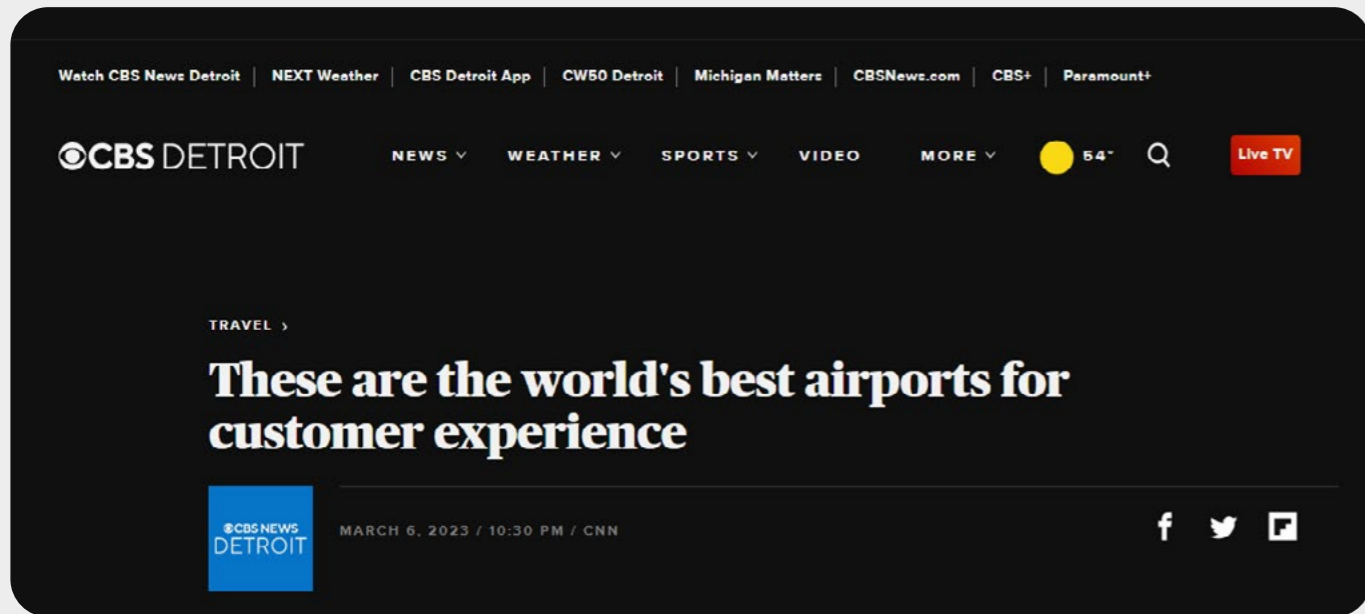 Watch CBS News Detroit | NEXT Weather | CBS Detroit App | CW50 Detroit | Michigan Matters | CBSNews.com | CBS+ | Paramount+
CBS DETROIT NEWS WEATHER SPORTS VIDEO MORE 54° Live TV
TRAVEL ›
These are the world's best airports for
customer experience
CBS NEWS
DETROIT
MARCH 6, 2023 / 10:30 PM / CNN